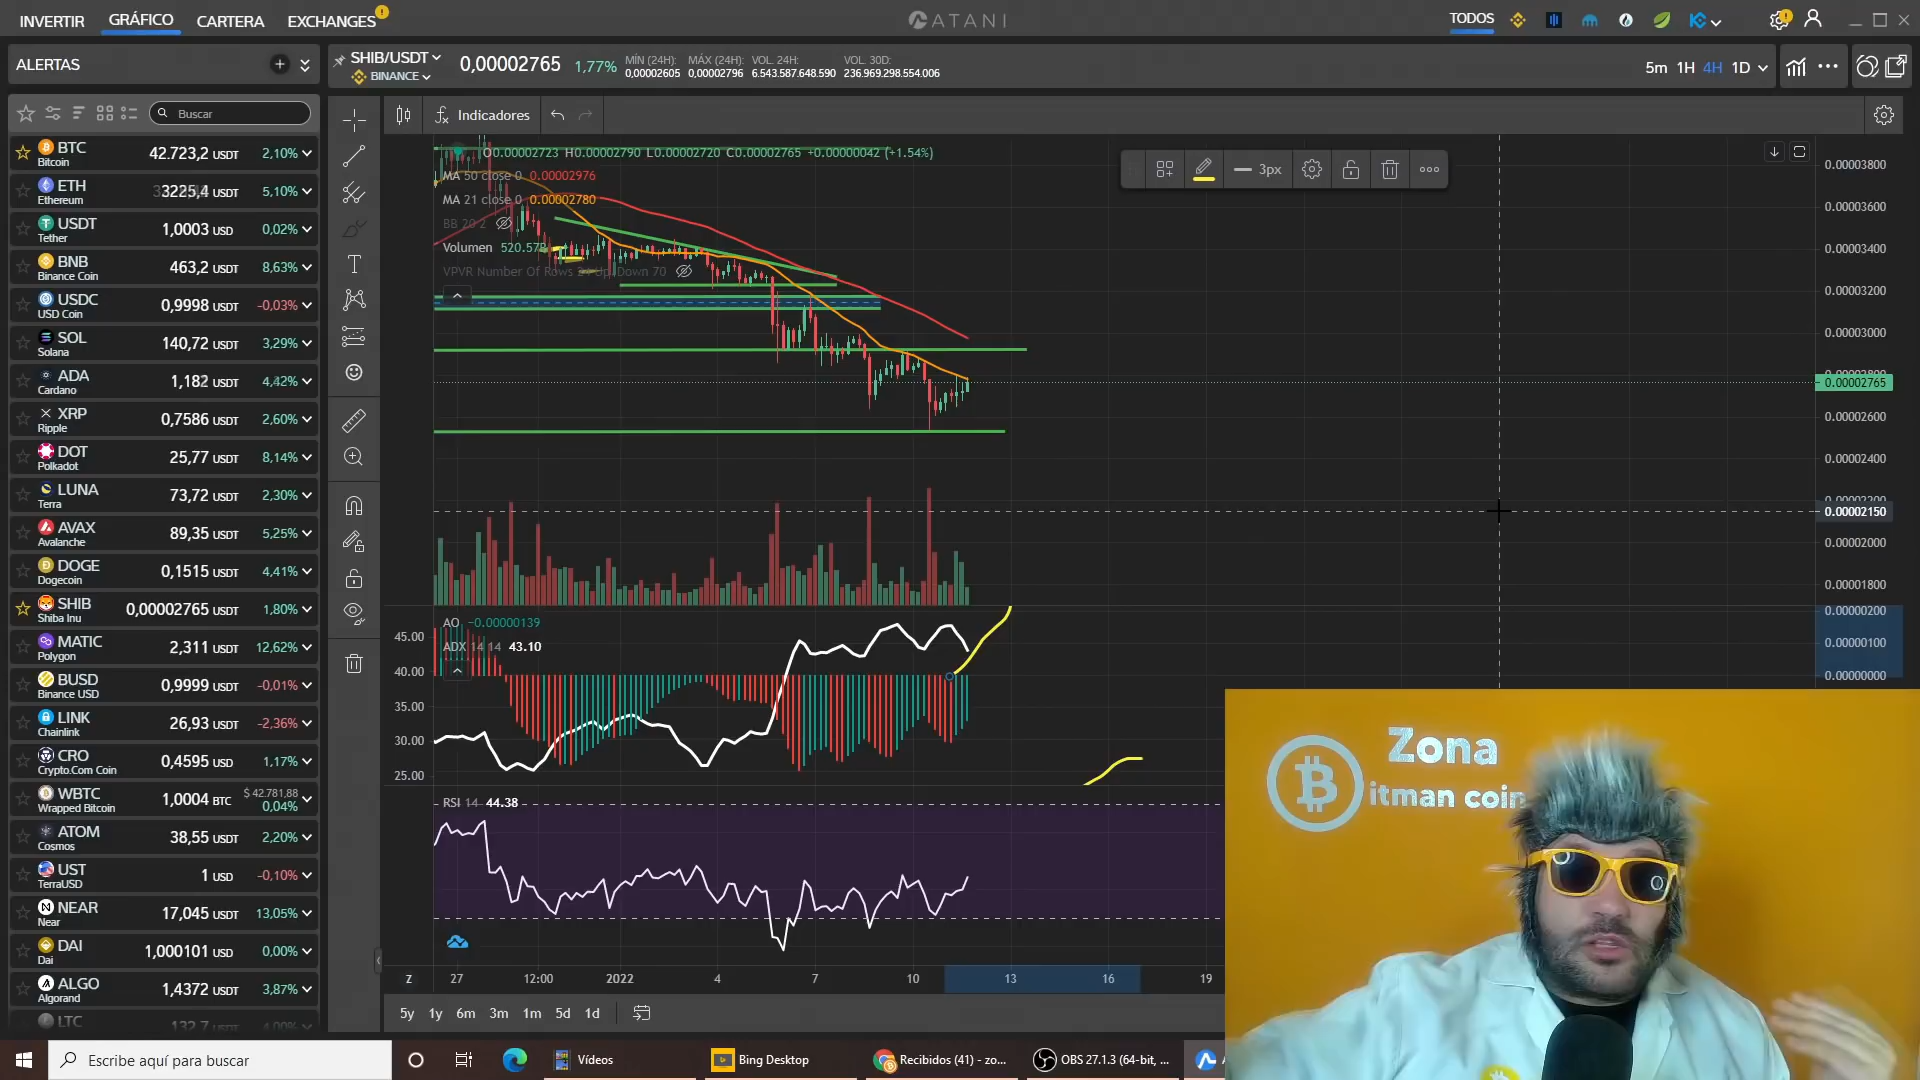 INVERTIR GRÁFICO CARTERA EXCHANGES ATANI TODOS
ALERTAS
SHIB/USDT
BINANCE
0,00002765 1,77%
MÍN (24H): MÁX (24H): VOL. 24H: VOL. 30D:
0,00002605 0,00002796 6.543.587.648.590 236.969.298.554.006
5m 1H 4H 1D
Buscar
Indicadores
BTC
Bitcoin
42.723,2 USDT 2,10%
ETH
Ethereum
3225,4 USDT 5,10%
USDT
Tether
1,0003 USD 0,02%
BNB
Binance Coin
463,2 USDT 8,63%
USDC
USD Coin
0,9998 USDT -0,03%
SOL
Solana
140,72 USDT 3,29%
ADA
Cardano
1,182 USDT 4,42%
XRP
Ripple
0,7586 USDT 2,60%
DOT
Polkadot
25,77 USDT 8,14%
LUNA
Terra
73,72 USDT 2,30%
AVAX
Avalanche
89,35 USDT 5,25%
DOGE
Dogecoin
0,1515 USDT 4,41%
SHIB
Shiba Inu
0,00002765 USDT 1,80%
MATIC
Polygon
2,311 USDT 12,62%
BUSD
Binance USD
0,9999 USDT -0,01%
LINK
Chainlink
26,93 USDT -2,36%
CRO
Crypto.Com Coin
0,4595 USD 1,17%
WBTC
Wrapped Bitcoin
1,0004 BTC $ 42.781,88
0,04%
ATOM
Cosmos
38,55 USDT 2,20%
UST
TerraUSD
1 USD -0,10%
NEAR
Near
17,045 USDT 13,05%
DAI
Dai
1,000101 USD 0,00%
ALGO
Algorand
1,4372 USDT 3,87%
LTC 132,7 USDT 4,00%
O0.00002723 H0.00002790 L0.00002720 C0.00002765 +0.00000042 (+1.54%)
MA 50 close 0 0.00002976
MA 21 close 0 0.00002780
BB 20 2
Volumen 520.57
VPVR Number Of Rows Up/Down 70
3px
0.00003800
0.00003600
0.00003400
0.00003200
0.00003000
0.00002765
0.00002600
0.00002400
0.00002150
0.00002000
0.00001800
AO -0.00000139
ADX 14 14 43.10
45.00
40.00
35.00
30.00
25.00
0.00000200
0.00000100
0.00000000
RSI 14 44.38
Z 27 12:00 2022 4 7 10 13 16 19
5y 1y 6m 3m 1m 5d 1d
Zona
itman coin
Escribe aquí para buscar
Vídeos
Bing Desktop
Recibidos (41) - zo...
OBS 27.1.3 (64-bit, ...